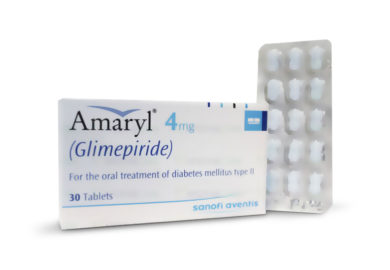 Amaryl® 4mg
(Glimepiride)
For the oral treatment of diabetes mellitus type II
30 Tablets
sanofi aventis